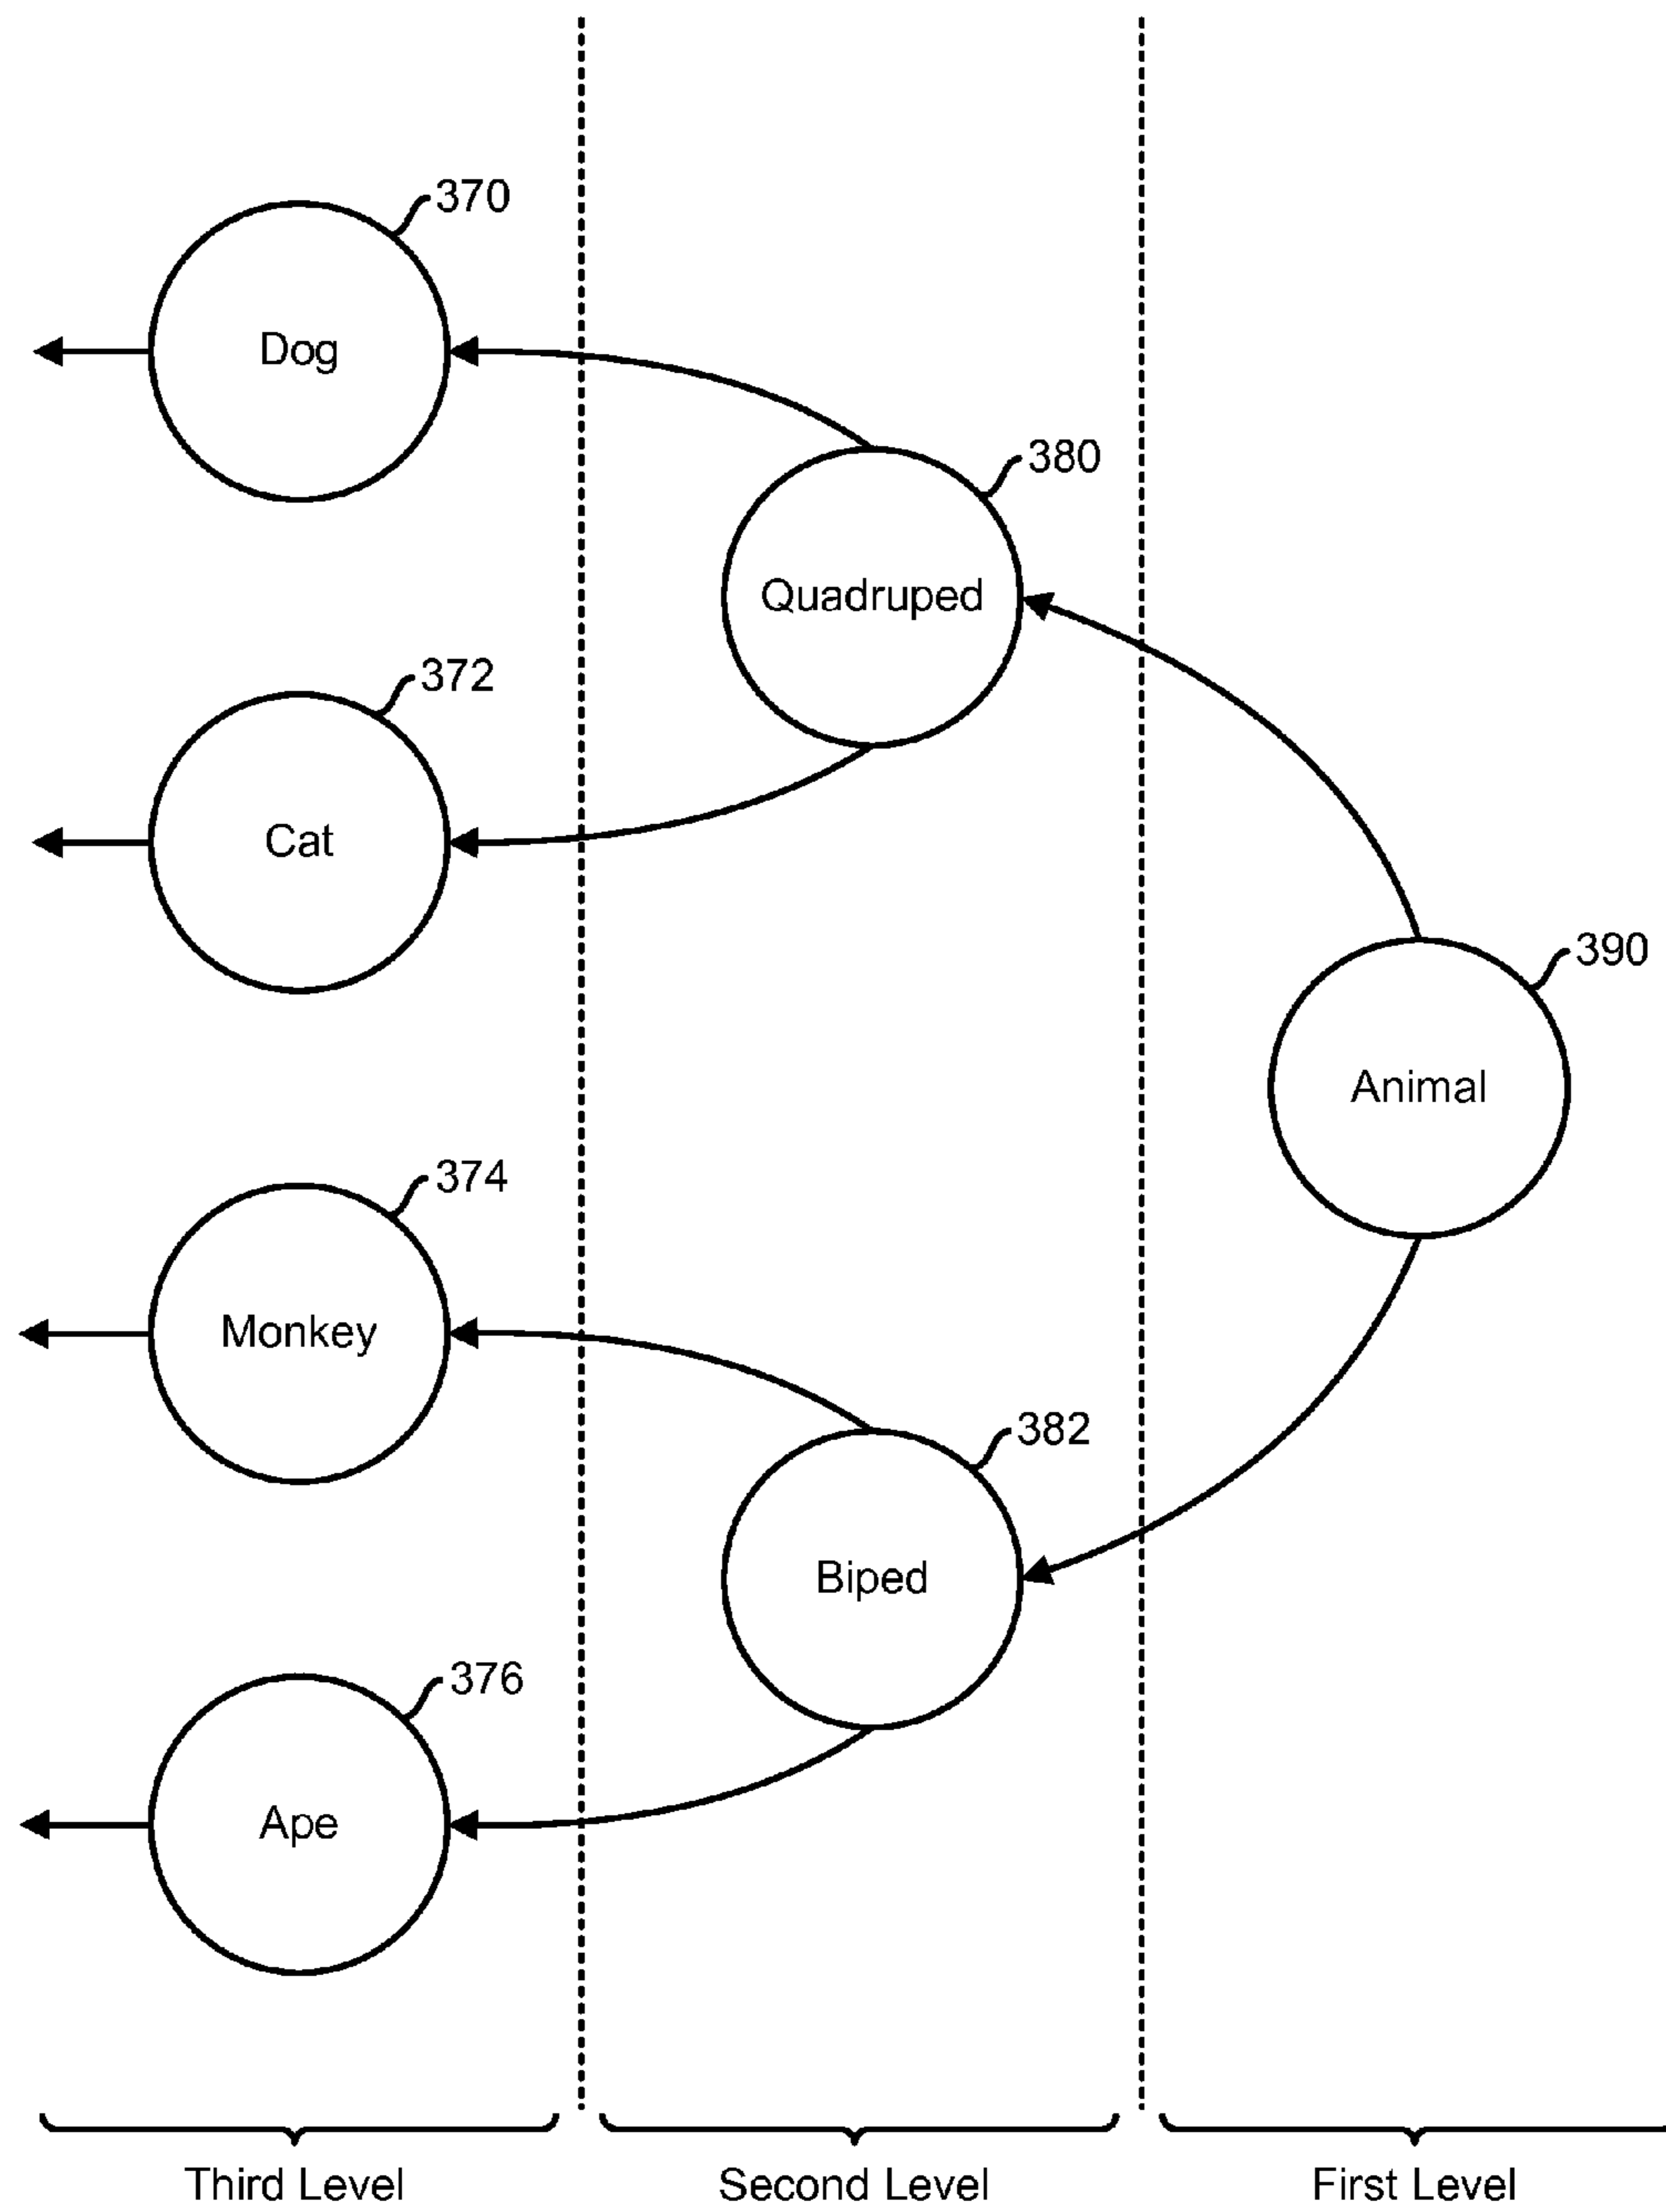 370
Dog
380
Quadruped
372
Cat
390
Animal
374
Monkey
382
Biped
376
Ape
Third Level
Second Level
First Level